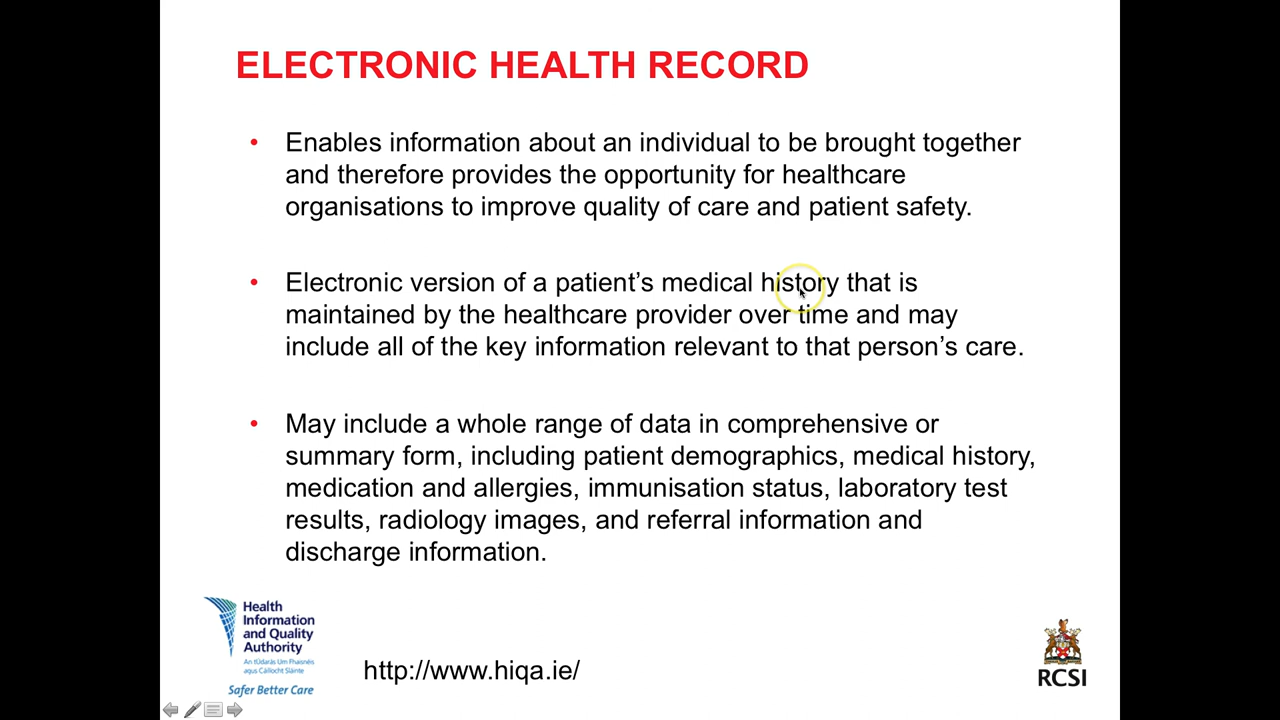 ELECTRONIC HEALTH RECORD
• Enables information about an individual to be brought together
and therefore provides the opportunity for healthcare
organisations to improve quality of care and patient safety.
• Electronic version of a patient’s medical history that is
maintained by the healthcare provider over time and may
include all of the key information relevant to that person’s care.
• May include a whole range of data in comprehensive or
summary form, including patient demographics, medical history,
medication and allergies, immunisation status, laboratory test
results, radiology images, and referral information and
discharge information.
Health
Information
and Quality
Authority
An tÚdarás Um Fhaisnéis
agus Cáilíocht Sláinte
Safer Better Care
http://www.hiqa.ie/
RCSI